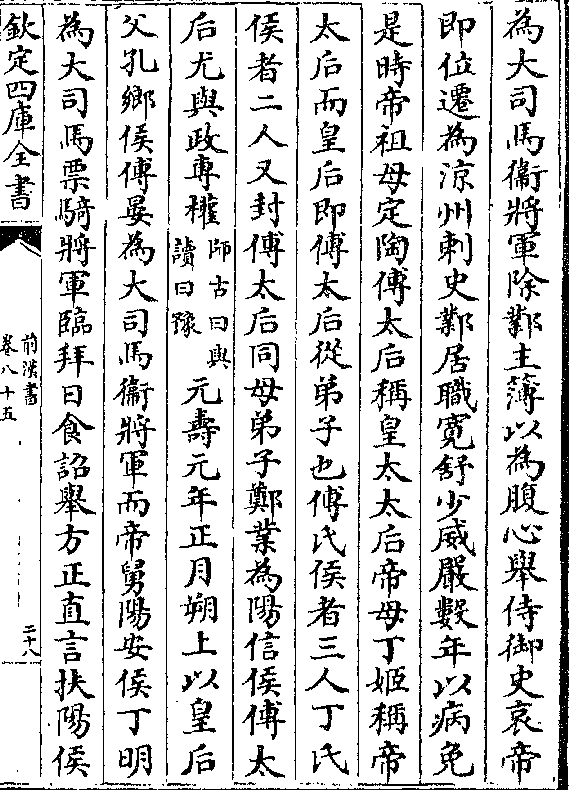 為大司馬衞將軍除鄴主薄以為腹心舉侍御史哀帝
即位遷為涼州刺史鄴居職寛舒少威嚴數年以病免
是時帝祖母定陶傅太后稱皇太太后帝母丁姬稱帝
太后而皇后即傅太后從弟子也傅氏侯者三人丁氏
侯者二人又封傅太后同母弟子鄭業為陽信侯傅太
后尤與政專權師古曰與讀曰豫元壽元年正月朔上以皇后
父孔鄉侯傅晏為大司馬衞將軍而帝舅陽安侯丁明
為大司馬票騎將軍臨拜日食詔舉方正直言扶陽侯
欽定四庫全書
前漢書
卷八十五
二十八